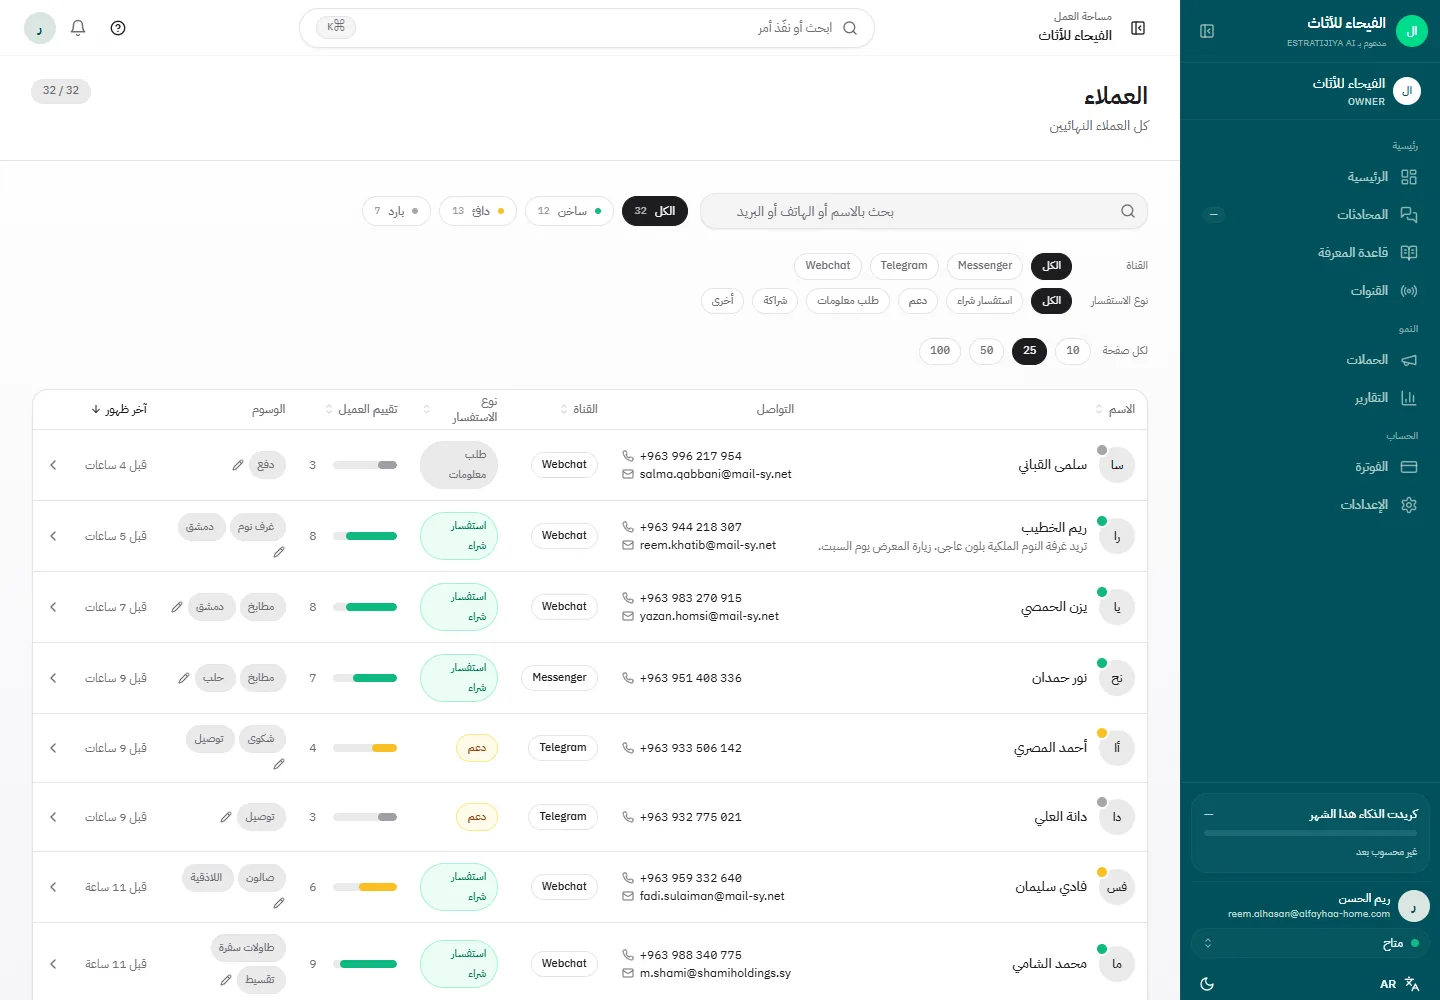 ال
الفيحاء للأثاث
مدعوم بـ ESTRATIJIYA AI
ال
الفيحاء للأثاث
OWNER
رئيسية
الرئيسية
المحادثات
–
قاعدة المعرفة
القنوات
النمو
الحملات
التقارير
الحساب
الفوترة
الإعدادات
كريدت الذكاء هذا الشهر
—
غير محسوب بعد
ر
ريم الحسن
reem.alhasan@alfayhaa-home.com
متاح
AR
مساحة العمل
الفيحاء للأثاث
ابحث أو نفّذ أمر
⌘K
ر
العملاء
كل العملاء النهائيين
32 / 32
بحث بالاسم أو الهاتف أو البريد
الكل 32
ساخن 12
دافئ 13
بارد 7
القناة
الكل
Messenger
Telegram
Webchat
نوع الاستفسار
الكل
استفسار شراء
دعم
طلب معلومات
شراكة
أخرى
لكل صفحة
10
25
50
100
الاسم
التواصل
القناة
نوع الاستفسار
تقييم العميل
الوسوم
آخر ظهور
سا
سلمى القباني
+963 996 217 954
salma.qabbani@mail-sy.net
Webchat
طلب معلومات
3
دفع
قبل 4 ساعات
را
ريم الخطيب
تريد غرفة النوم الملكية بلون عاجي. زيارة المعرض يوم السبت.
+963 944 218 307
reem.khatib@mail-sy.net
Webchat
استفسار شراء
8
غرف نوم
دمشق
قبل 5 ساعات
يا
يزن الحمصي
+963 983 270 915
yazan.homsi@mail-sy.net
Webchat
استفسار شراء
8
مطابخ
دمشق
قبل 7 ساعات
نح
نور حمدان
+963 951 408 336
Messenger
استفسار شراء
7
مطابخ
حلب
قبل 9 ساعات
أا
أحمد المصري
+963 933 506 142
Telegram
دعم
4
شكوى
توصيل
قبل 9 ساعات
دا
دانة العلي
+963 932 775 021
Telegram
دعم
3
توصيل
قبل 9 ساعات
فس
فادي سليمان
+963 959 332 640
fadi.sulaiman@mail-sy.net
Webchat
استفسار شراء
6
صالون
اللاذقية
قبل 11 ساعة
ما
محمد الشامي
+963 988 340 775
m.shami@shamiholdings.sy
Webchat
استفسار شراء
9
طاولات سفرة
تقسيط
قبل 11 ساعة